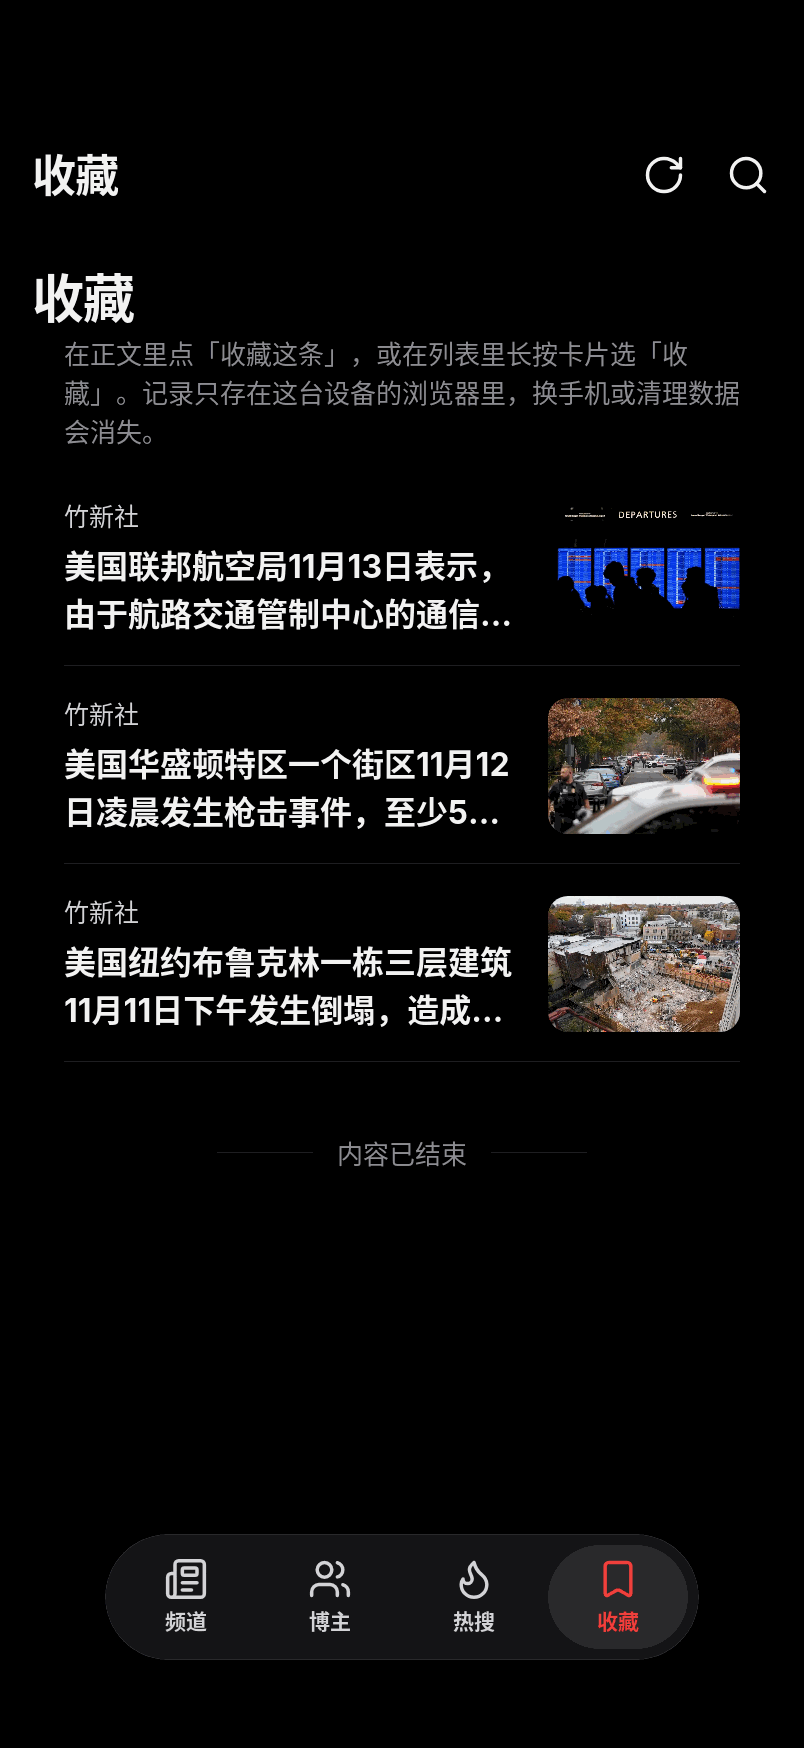 收藏
收藏
在正文里点「收藏这条」，或在列表里长按卡片选「收
藏」。记录只存在这台设备的浏览器里，换手机或清理数据
会消失。
竹新社
美国联邦航空局11月13日表示，
由于航路交通管制中心的通信…
DEPARTURES
竹新社
美国华盛顿特区一个街区11月12
日凌晨发生枪击事件，至少5…
竹新社
美国纽约布鲁克林一栋三层建筑
11月11日下午发生倒塌，造成…
内容已结束
频道
博主
热搜
收藏